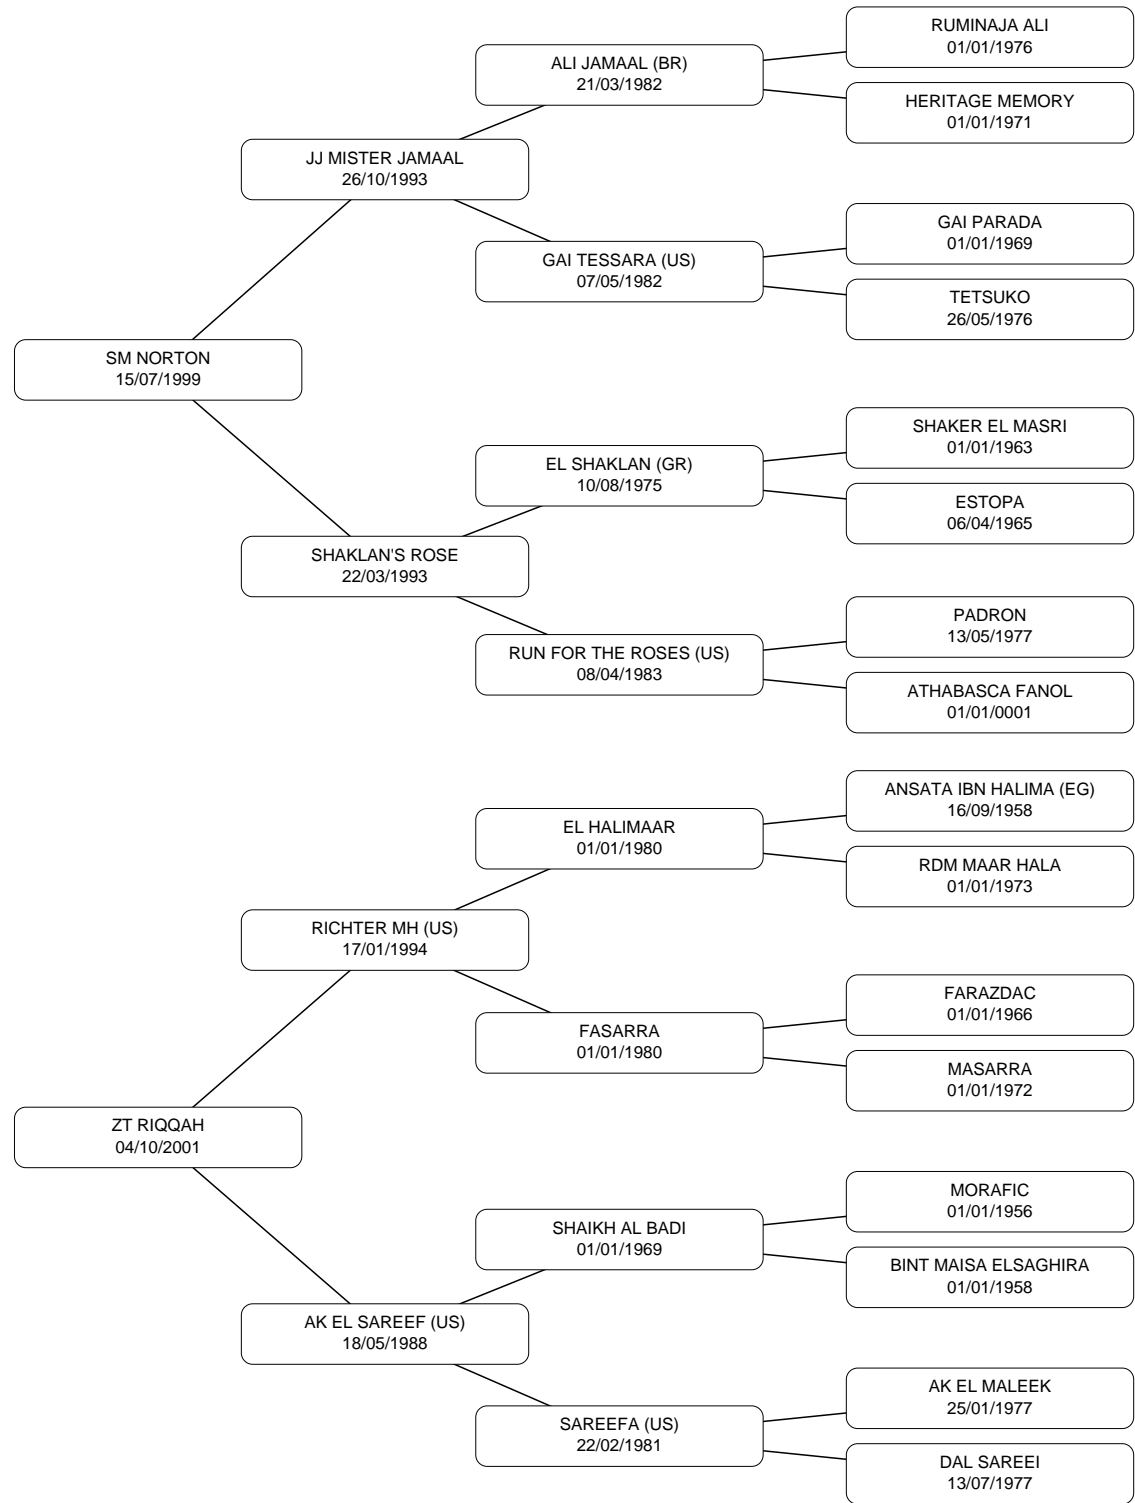 RUMINAJA ALI
01/01/1976
ALI JAMAAL (BR)
21/03/1982
HERITAGE MEMORY
01/01/1971
JJ MISTER JAMAAL
26/10/1993
GAI PARADA
01/01/1969
GAI TESSARA (US)
07/05/1982
TETSUKO
26/05/1976
SM NORTON
15/07/1999
SHAKER EL MASRI
01/01/1963
EL SHAKLAN (GR)
10/08/1975
ESTOPA
06/04/1965
SHAKLAN'S ROSE
22/03/1993
PADRON
13/05/1977
RUN FOR THE ROSES (US)
08/04/1983
ATHABASCA FANOL
01/01/0001
ANSATA IBN HALIMA (EG)
16/09/1958
EL HALIMAAR
01/01/1980
RDM MAAR HALA
01/01/1973
RICHTER MH (US)
17/01/1994
FARAZDAC
01/01/1966
FASARRA
01/01/1980
MASARRA
01/01/1972
ZT RIQQAH
04/10/2001
MORAFIC
01/01/1956
SHAIKH AL BADI
01/01/1969
BINT MAISA ELSAGHIRA
01/01/1958
AK EL SAREEF (US)
18/05/1988
AK EL MALEEK
25/01/1977
SAREEFA (US)
22/02/1981
DAL SAREEI
13/07/1977